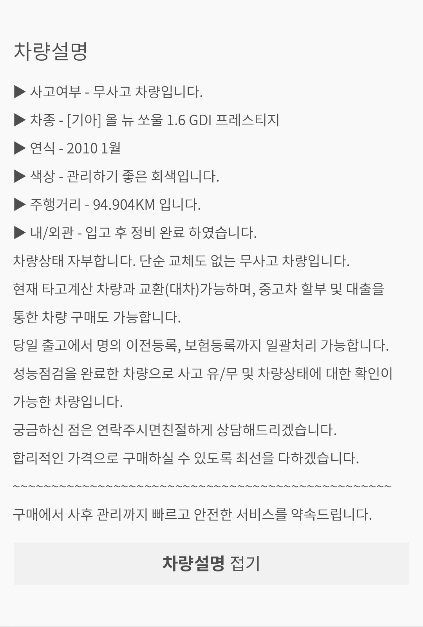 차량설명
▶ 사고여부 - 무사고 차량입니다.
▶ 차종 - [기아] 올 뉴 쏘울 1.6 GDI 프레스티지
▶ 연식 - 2010 1월
▶ 색상 - 관리하기 좋은 회색입니다.
▶ 주행거리 - 94.904KM 입니다.
▶ 내/외관 - 입고 후 정비 완료 하였습니다.
차량상태 자부합니다. 단순 교체도 없는 무사고 차량입니다.
현재 타고계산 차량과 교환(대차)가능하며, 중고차 할부 및 대출을
통한 차량 구매도 가능합니다.
당일 출고에서 명의 이전등록, 보험등록까지 일괄처리 가능합니다.
성능점검을 완료한 차량으로 사고 유/무 및 차량상태에 대한 확인이
가능한 차량입니다.
궁금하신 점은 연락주시면친절하게 상담해드리겠습니다.
합리적인 가격으로 구매하실 수 있도록 최선을 다하겠습니다.
~~~~~~~~~~~~~~~~~~~~~~~~~~~~~~~~~~~~~~~~~~~~~~~~~
구매에서 사후 관리까지 빠르고 안전한 서비스를 약속드립니다.
차량설명 접기